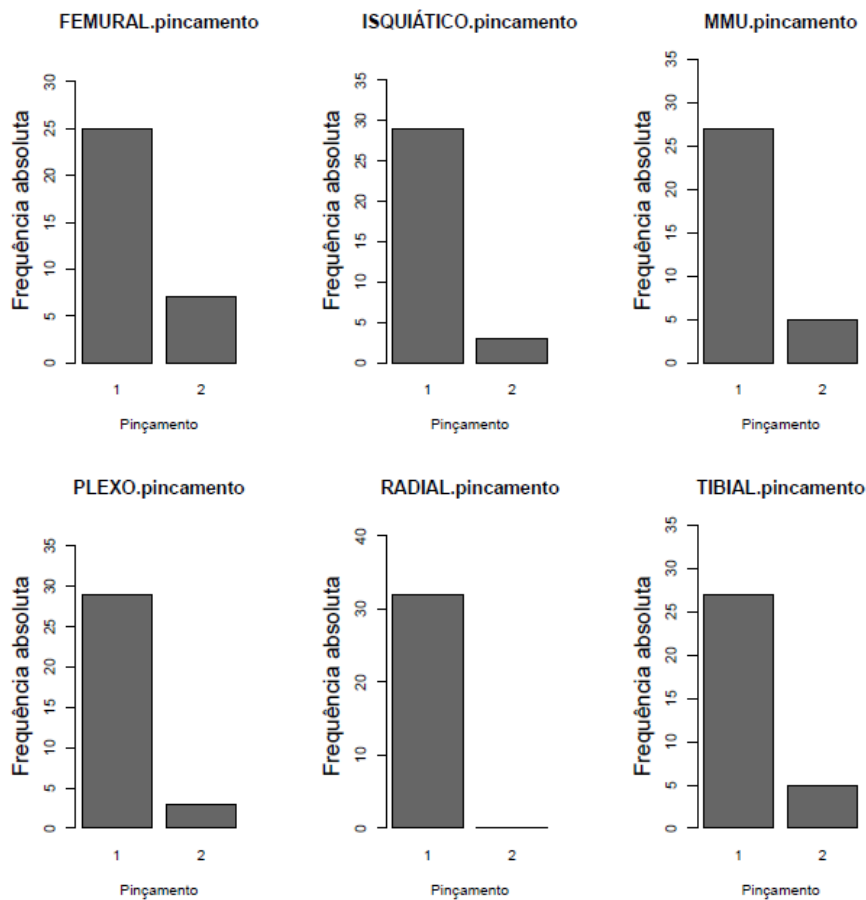 FEMURAL.pincamento
Frequência absoluta
30
25
20
15
10
5
0
1 2
Pinçamento
ISQUIÁTICO.pincamento
Frequência absoluta
35
30
25
20
15
10
5
0
1 2
Pinçamento
MMU.pincamento
Frequência absoluta
35
30
25
20
15
10
5
0
1 2
Pinçamento
PLEXO.pincamento
Frequência absoluta
35
30
25
20
15
10
5
0
1 2
Pinçamento
RADIAL.pincamento
Frequência absoluta
40
30
20
10
0
1 2
Pinçamento
TIBIAL.pincamento
Frequência absoluta
35
30
25
20
15
10
5
0
1 2
Pinçamento